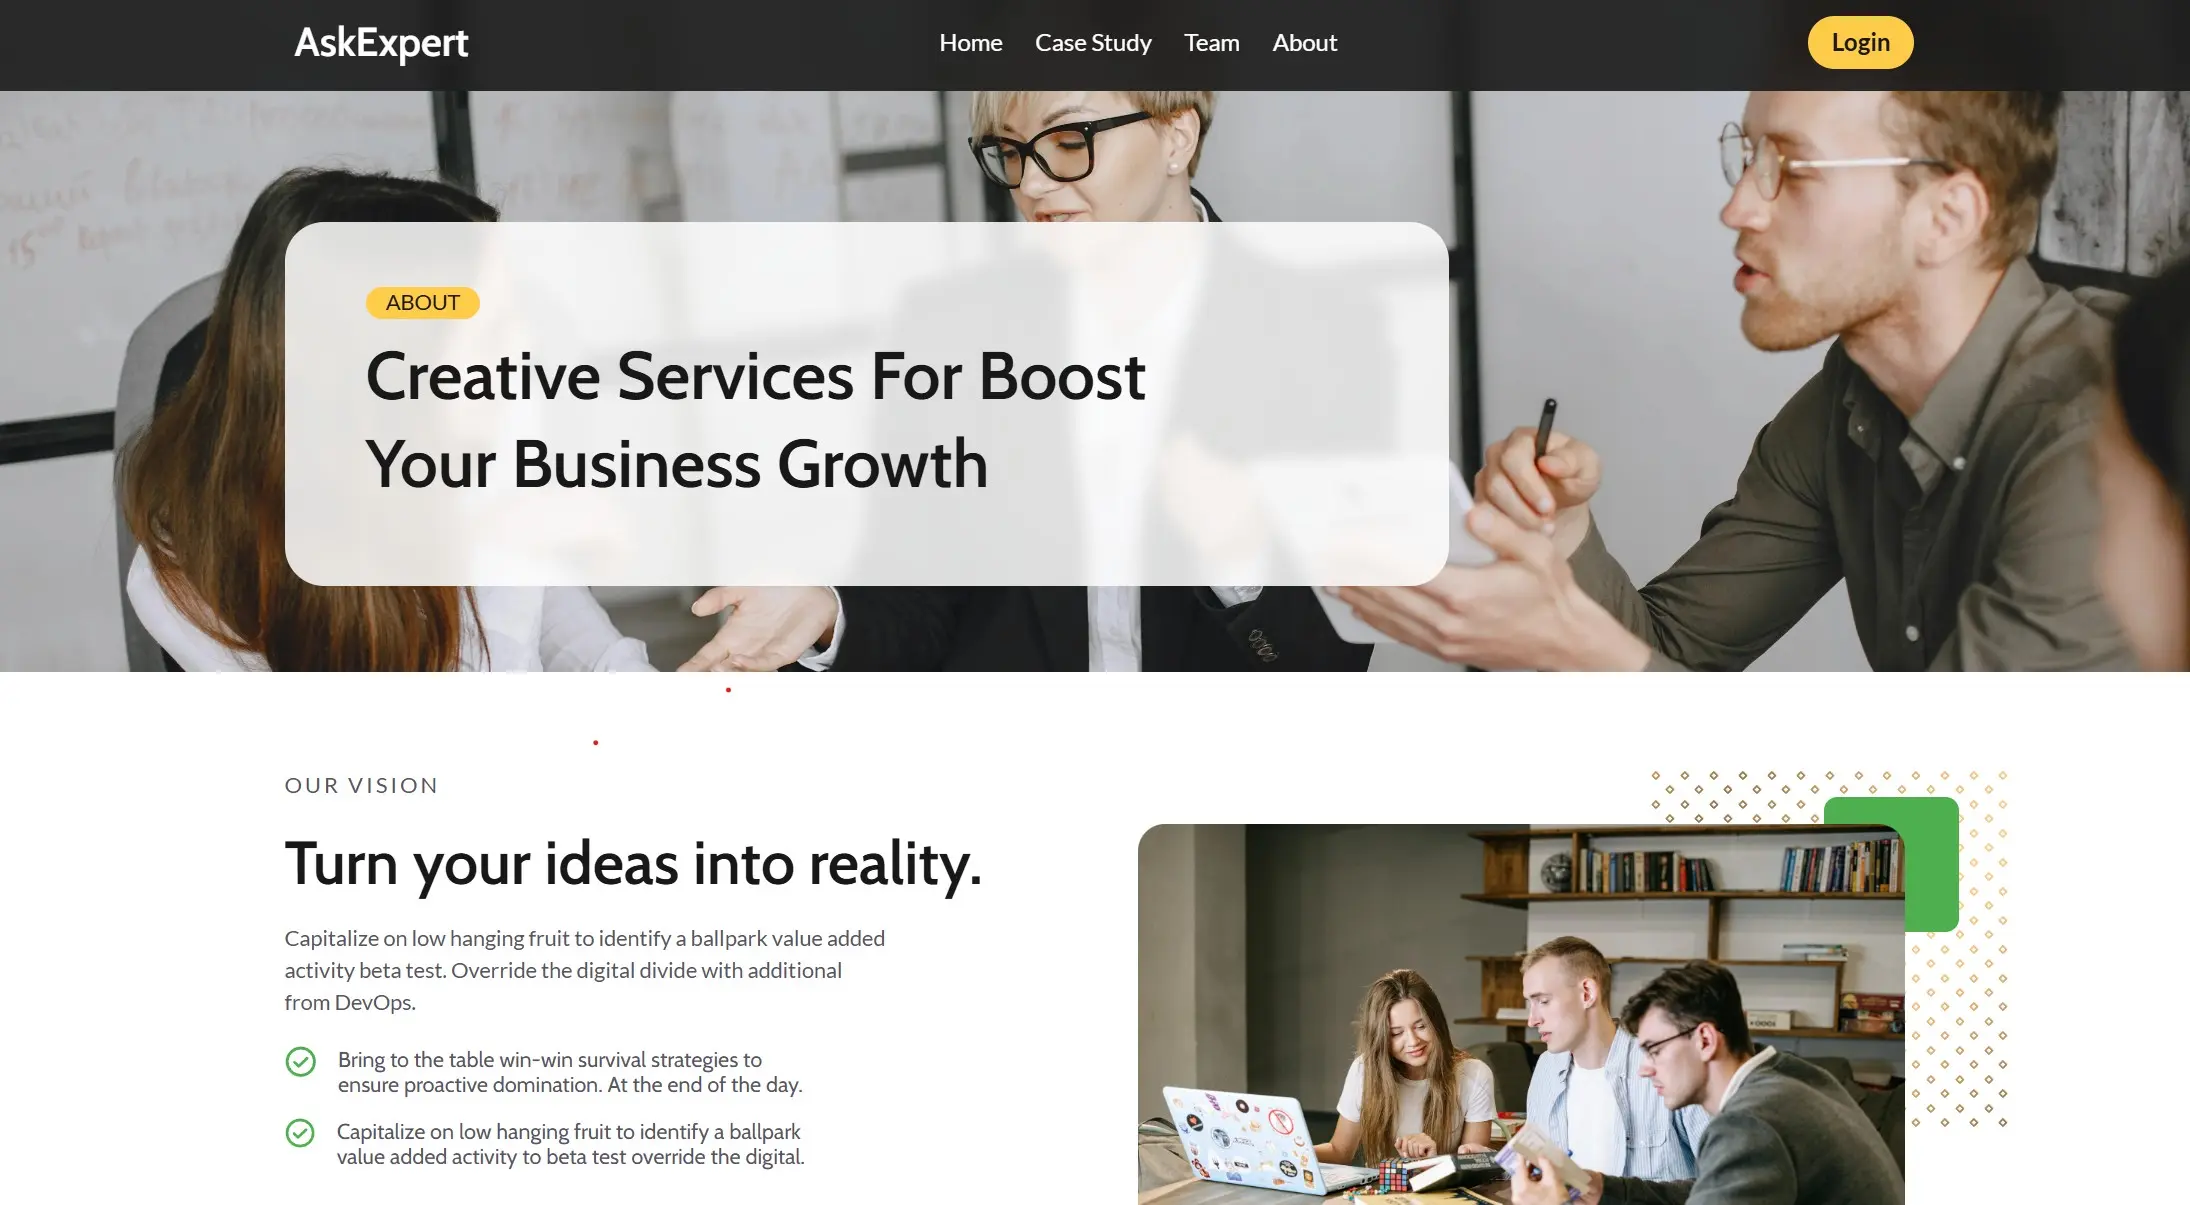 AskExpert
Home Case Study Team About
Login
ABOUT
Creative Services For Boost
Your Business Growth
OUR VISION
Turn your ideas into reality.
Capitalize on low hanging fruit to identify a ballpark value added
activity beta test. Override the digital divide with additional
from DevOps.
Bring to the table win-win survival strategies to
ensure proactive domination. At the end of the day.
Capitalize on low hanging fruit to identify a ballpark
value added activity to beta test override the digital.